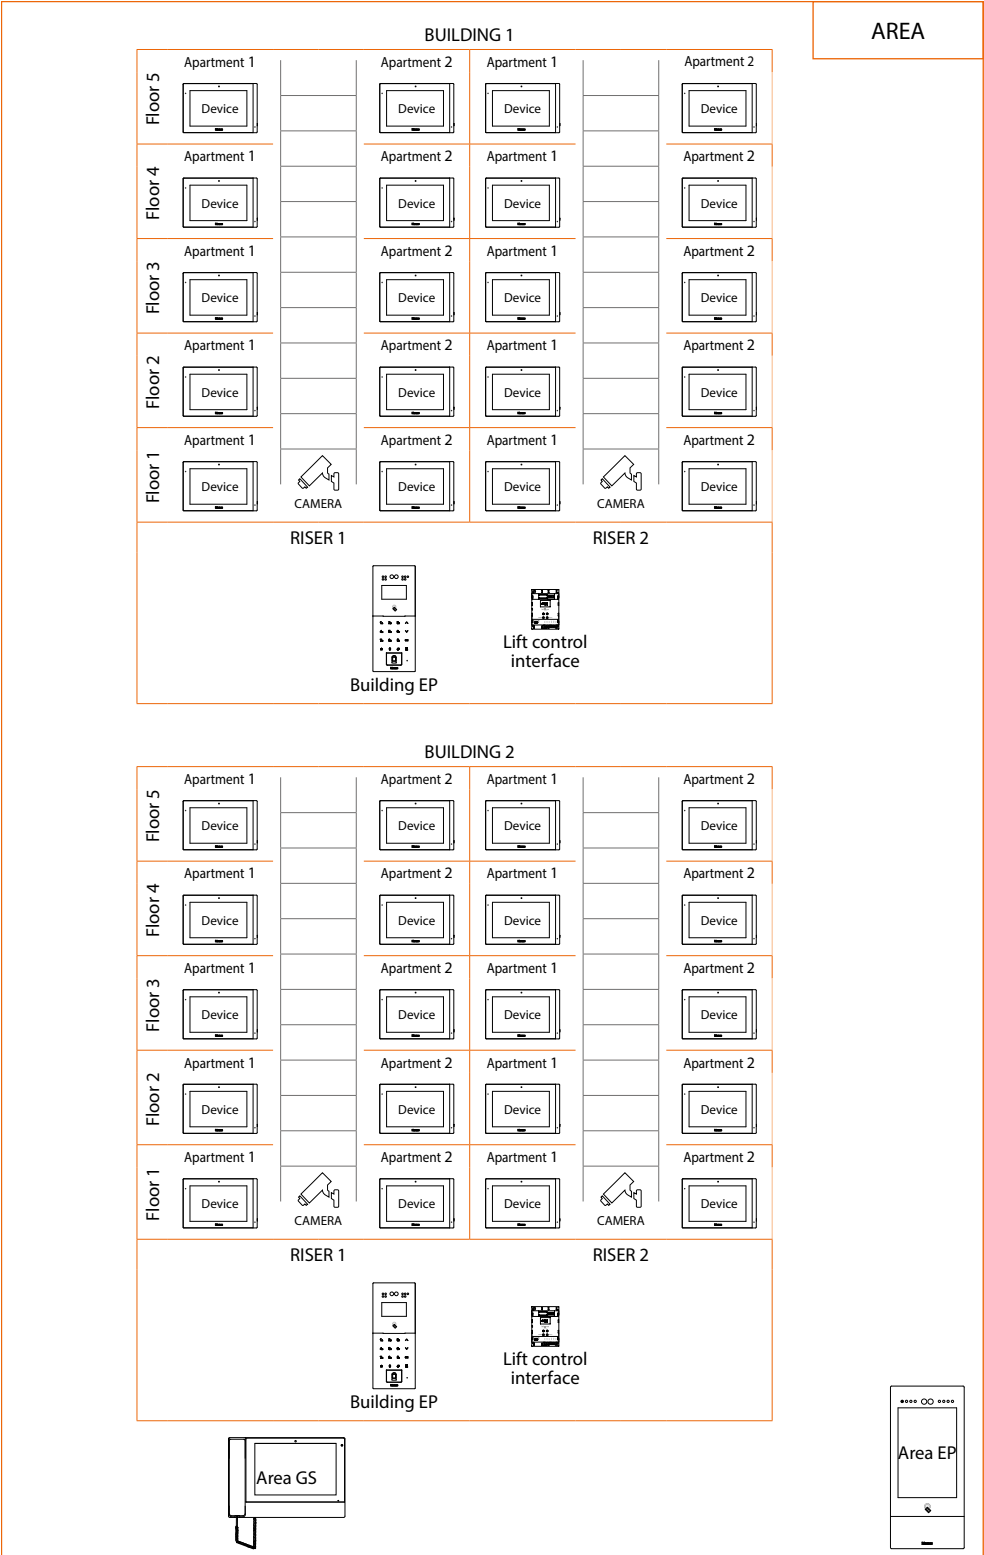 AREA
BUILDING 1
Floor 5
Apartment 1
Apartment 2
Apartment 1
Apartment 2
Device
Device
Device
Device
Floor 4
Apartment 1
Apartment 2
Apartment 1
Apartment 2
Device
Device
Device
Device
Floor 3
Apartment 1
Apartment 2
Apartment 1
Apartment 2
Device
Device
Device
Device
Floor 2
Apartment 1
Apartment 2
Apartment 1
Apartment 2
Device
Device
Device
Device
Floor 1
Apartment 1
Apartment 2
Apartment 1
Apartment 2
Device
Device
Device
Device
CAMERA
CAMERA
RISER 1
RISER 2
Lift control
interface
Building EP
BUILDING 2
Floor 5
Apartment 1
Apartment 2
Apartment 1
Apartment 2
Device
Device
Device
Device
Floor 4
Apartment 1
Apartment 2
Apartment 1
Apartment 2
Device
Device
Device
Device
Floor 3
Apartment 1
Apartment 2
Apartment 1
Apartment 2
Device
Device
Device
Device
Floor 2
Apartment 1
Apartment 2
Apartment 1
Apartment 2
Device
Device
Device
Device
Floor 1
Apartment 1
Apartment 2
Apartment 1
Apartment 2
Device
Device
Device
Device
CAMERA
CAMERA
RISER 1
RISER 2
Lift control
interface
Building EP
Area GS
Area EP